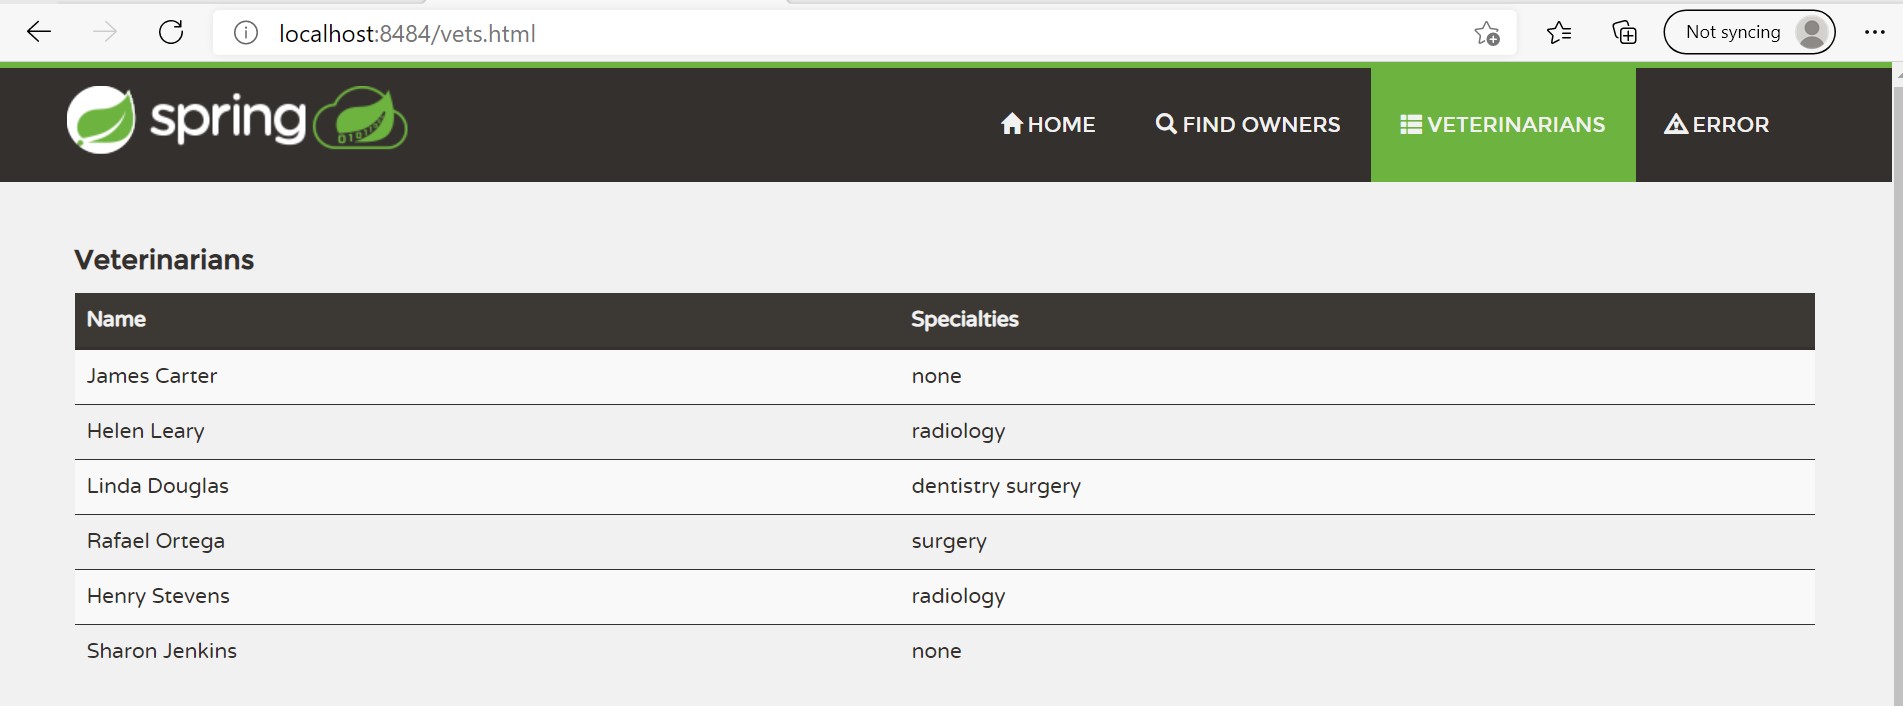 localhost:8484/vets.html Not syncing
spring HOME FIND OWNERS VETERINARIANS ERROR
Veterinarians
Name Specialties
James Carter none
Helen Leary radiology
Linda Douglas dentistry surgery
Rafael Ortega surgery
Henry Stevens radiology
Sharon Jenkins none